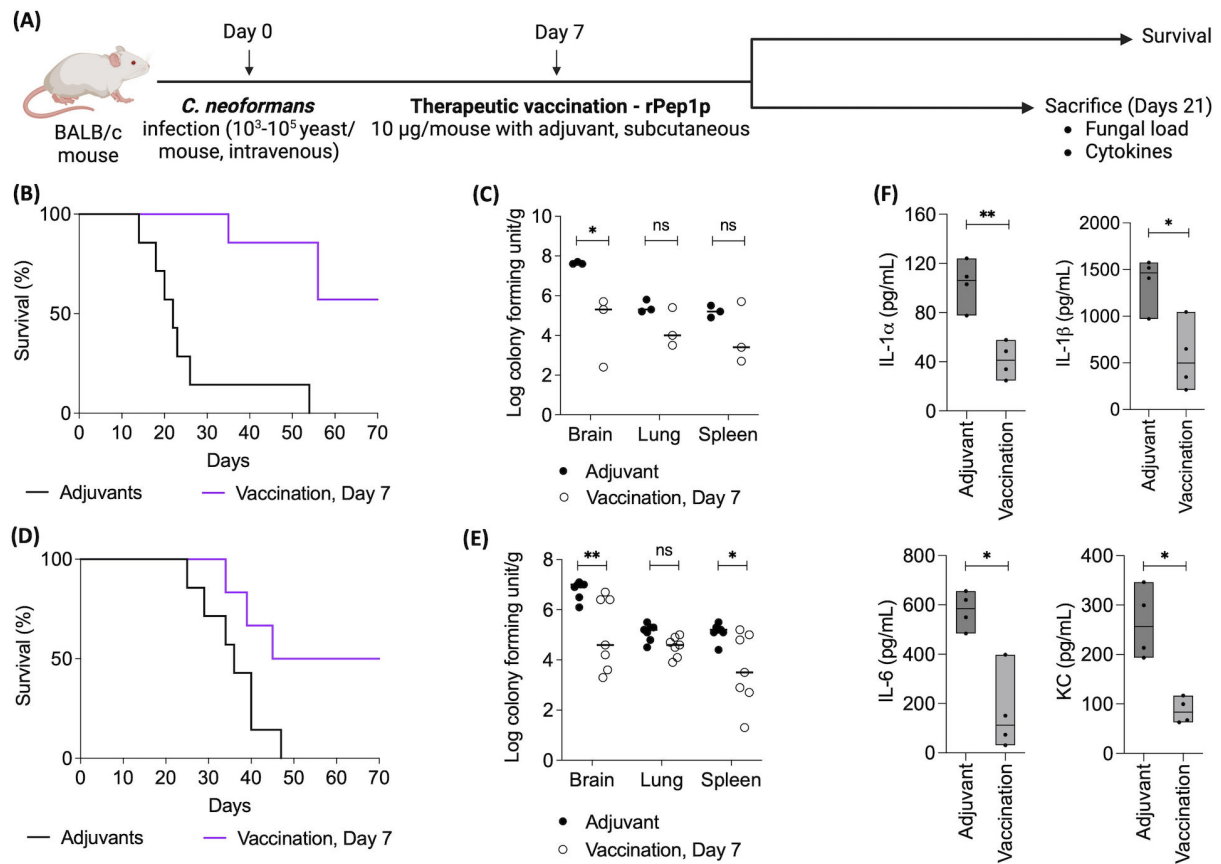 (A)
Day 0
Day 7
Survival
C. neoformans
infection (10³-10⁵ yeast/
mouse, intravenous)
Therapeutic vaccination - rPep1p
10 µg/mouse with adjuvant, subcutaneous
Sacrifice (Days 21)
• Fungal load
• Cytokines
BALB/c
mouse
(B)
100
50
0
Survival (%)
0 10 20 30 40 50 60 70
Days
Adjuvants
Vaccination, Day 7
(C)
10
8
6
4
2
0
Log colony forming unit/g
*
ns
ns
Brain Lung Spleen
Adjuvant
Vaccination, Day 7
(D)
100
50
0
Survival (%)
0 10 20 30 40 50 60 70
Days
Adjuvants
Vaccination, Day 7
(E)
10
8
6
4
2
0
Log colony forming unit/g
**
ns
*
Brain Lung Spleen
Adjuvant
Vaccination, Day 7
(F)
160
120
80
40
0
IL-1α (pg/mL)
**
Adjuvant
Vaccination
2000
1500
1000
500
0
IL-1β (pg/mL)
*
Adjuvant
Vaccination
800
600
400
200
0
IL-6 (pg/mL)
*
Adjuvant
Vaccination
400
300
200
100
0
KC (pg/mL)
*
Adjuvant
Vaccination